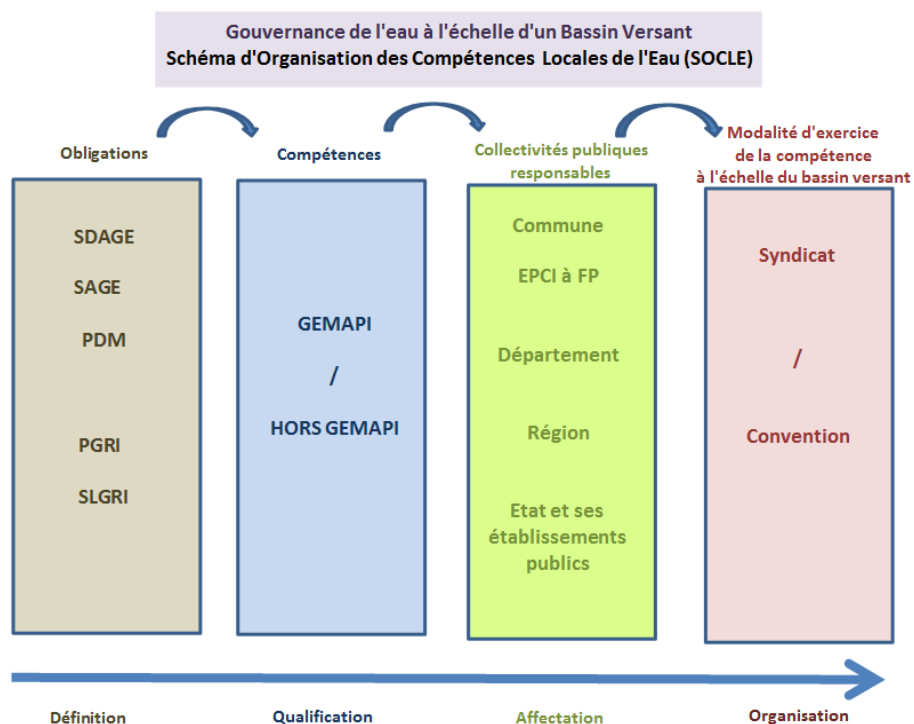 Gouvernance de l'eau à l'échelle d'un Bassin Versant
Schéma d'Organisation des Compétences Locales de l'Eau (SOCLE)
Obligations
SDAGE
SAGE
PDM
PGRI
SLGRI
Compétences
GEMAPI
/
HORS GEMAPI
Collectivités publiques
responsables
Commune
EPCI à FP
Département
Région
Etat et ses
établissements
publics
Modalité d'exercice
de la compétence
à l'échelle du bassin versant
Syndicat
/
Convention
Définition
Qualification
Affectation
Organisation